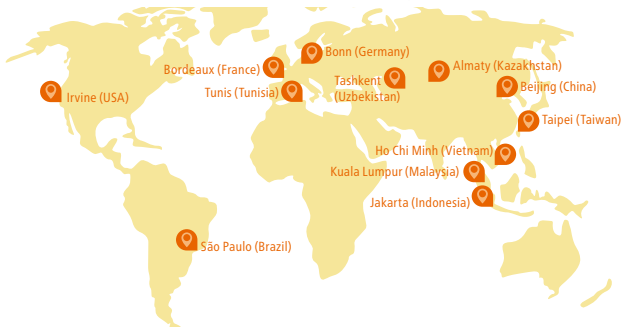 Bonn (Germany)
Bordeaux (France)
Almaty (Kazakhstan)
Tashkent
(Uzbekistan)
Beijing (China)
Tunis (Tunisia)
Irvine (USA)
Taipei (Taiwan)
Ho Chi Minh (Vietnam)
Kuala Lumpur (Malaysia)
Jakarta (Indonesia)
São Paulo (Brazil)